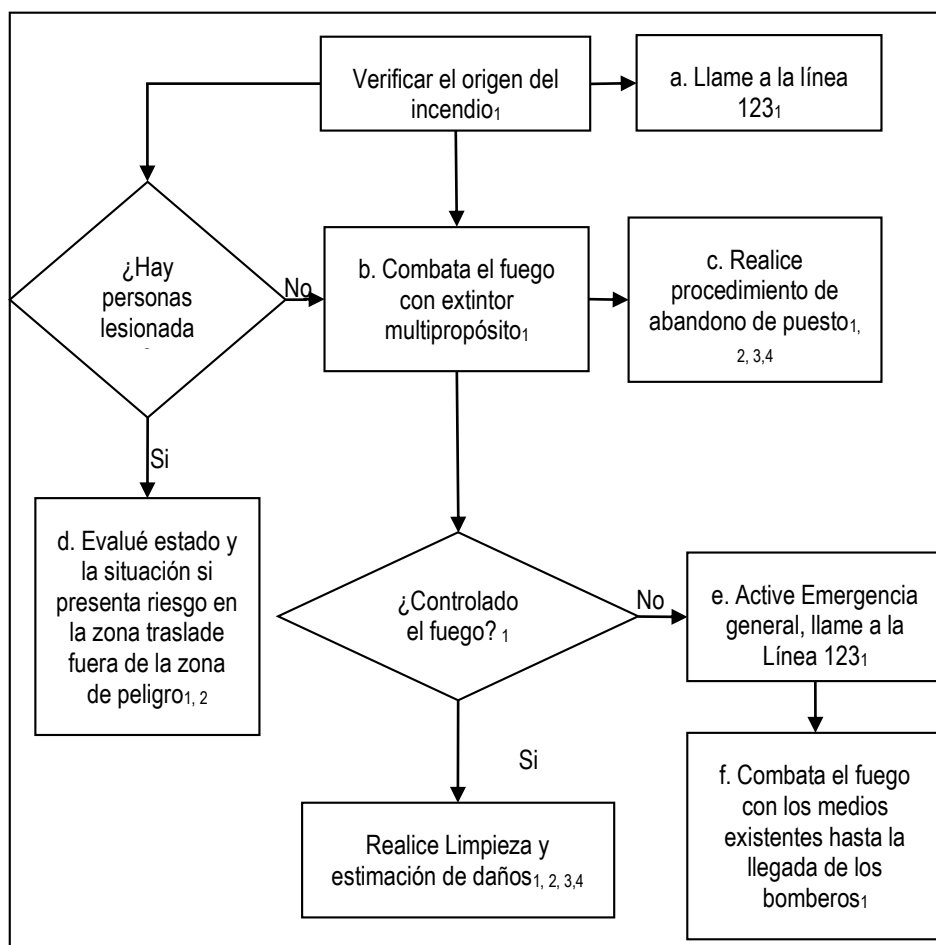 Verificar el origen del
incendio1
a. Llame a la línea
1231
¿Hay
personas
lesionada
No
b. Combata el fuego
con extintor
multipropósito1
c. Realice
procedimiento de
abandono de puesto1,
2, 3,4
Si
d. Evalué estado y
la situación si
presenta riesgo en
la zona traslade
fuera de la zona
de peligro1, 2
¿Controlado
el fuego? 1
No
e. Active Emergencia
general, llame a la
Línea 1231
Si
f. Combata el fuego
con los medios
existentes hasta la
llegada de los
bomberos1
Realice Limpieza y
estimación de daños1, 2, 3,4